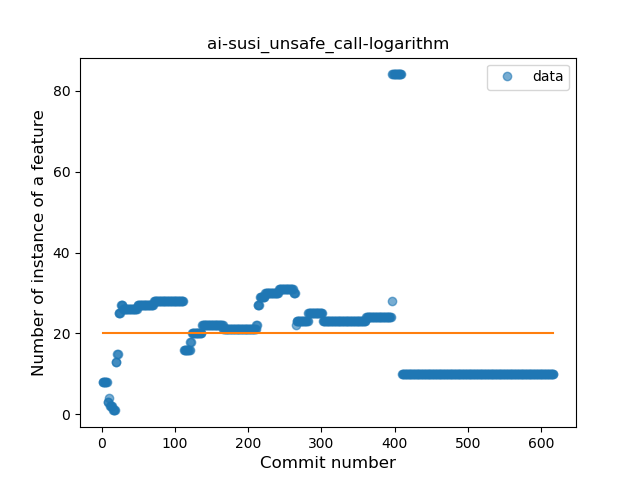 ai-susi_unsafe_call-logarithm
data
Number of instance of a feature
80
60
40
20
0
0 100 200 300 400 500 600
Commit number